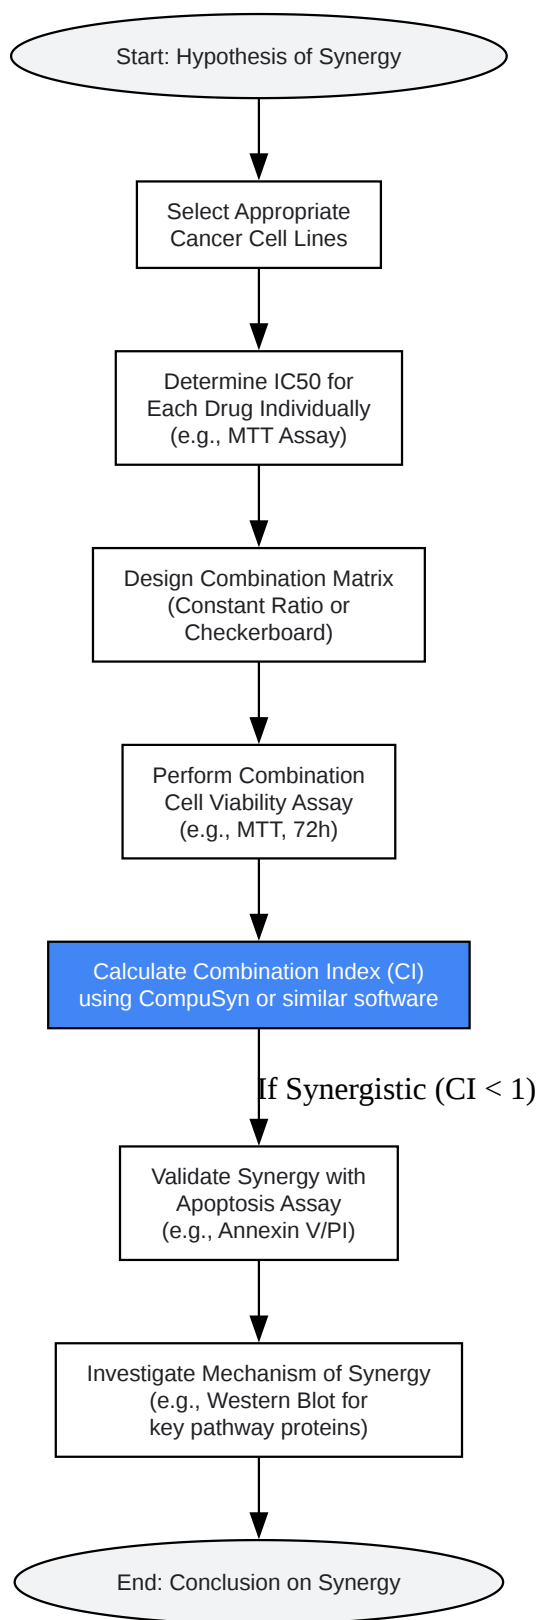 Start: Hypothesis of Synergy
Select Appropriate
Cancer Cell Lines
Determine IC50 for
Each Drug Individually
(e.g., MTT Assay)
Design Combination Matrix
(Constant Ratio or
Checkerboard)
Perform Combination
Cell Viability Assay
(e.g., MTT, 72h)
Calculate Combination Index (CI)
using CompuSyn or similar software
If Synergistic (CI < 1)
Validate Synergy with
Apoptosis Assay
(e.g., Annexin V/PI)
Investigate Mechanism of Synergy
(e.g., Western Blot for
key pathway proteins)
End: Conclusion on Synergy